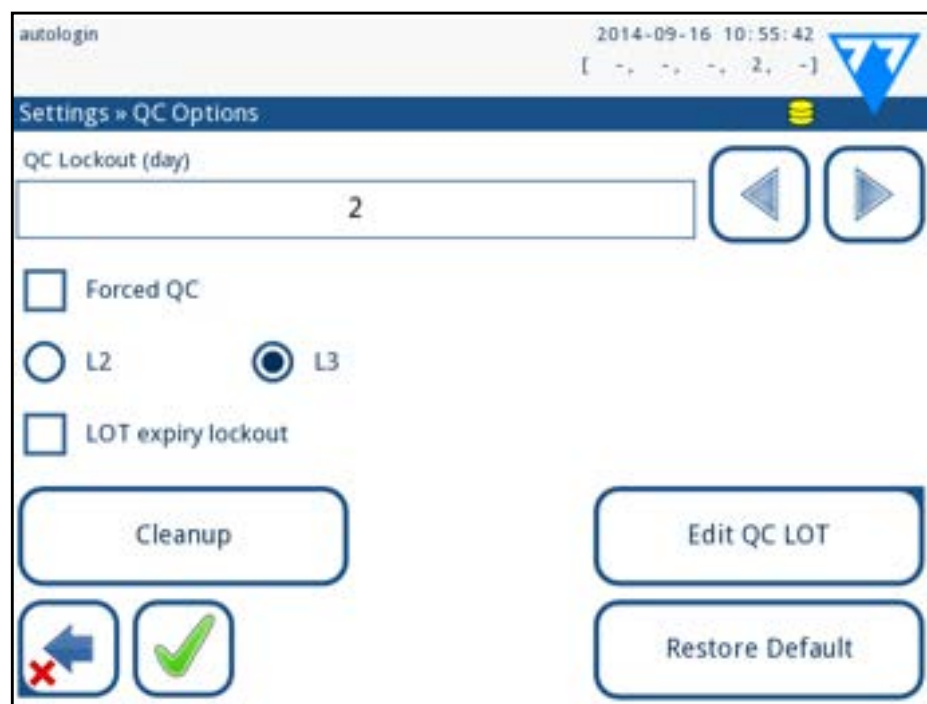 autologin
2014-09-16 10:55:42
[ -, -, -, 2, -]
Settings » QC Options
QC Lockout (day)
2
Forced QC
L2 L3
LOT expiry lockout
Cleanup Edit QC LOT
Restore Default